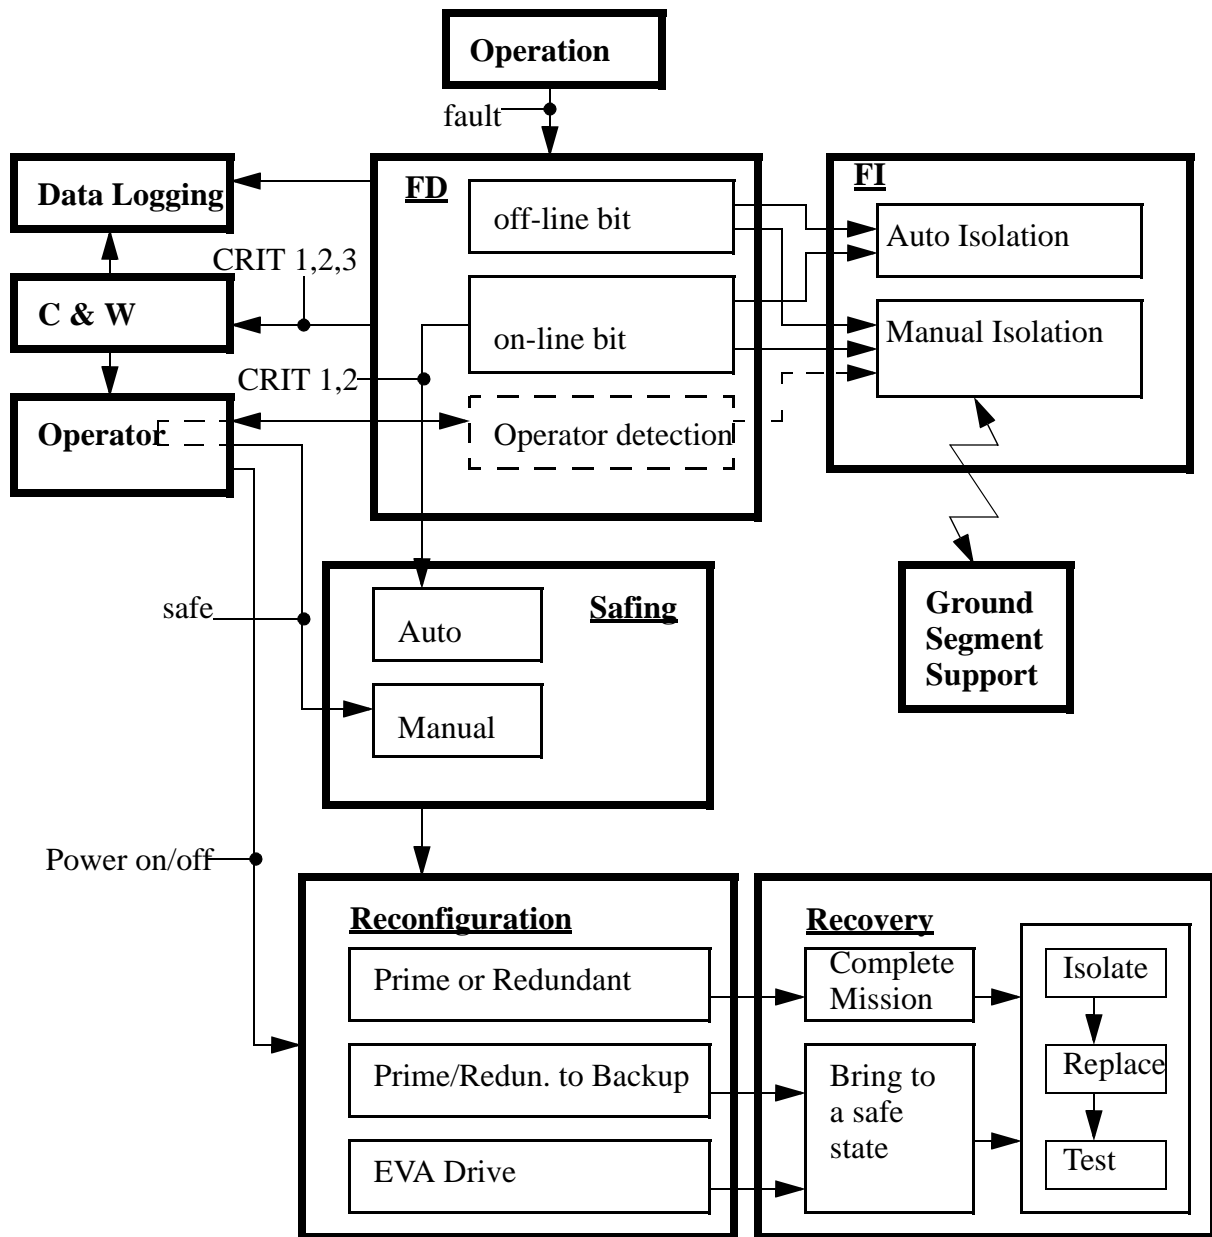 Operation
fault
Data Logging
FD
off-line bit
FI
Auto Isolation
CRIT 1,2,3
C & W
on-line bit
Manual Isolation
CRIT 1,2
Operator
Operator detection
safe
Auto
Safing
Manual
Ground
Segment
Support
Power on/off
Reconfiguration
Prime or Redundant
Prime/Redun. to Backup
EVA Drive
Recovery
Complete
Mission
Bring to
a safe
state
Isolate
Replace
Test